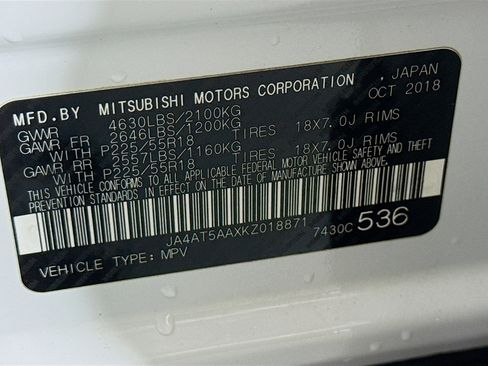 MFD.BY MITSUBISHI MOTORS CORPORATION , JAPAN
GVWR 4630LBS/2100KG OCT 2018
GAWR FR 2646LBS/1200KG
WITH P225/55R18 TIRES 18X7.0J RIMS
GAWR RR 2557LBS/1160KG
WITH P225/55R18 TIRES 18X7.0J RIMS
THIS VEHICLE CONFORMS TO ALL APPLICABLE FEDERAL MOTOR VEHICLE
SAFETY AND THEFT PREVENTION STANDARDS IN EFFECT ON
THE DATE OF MANUFACTURE SHOWN ABOVE.
JA4AT5AAXKZ018871 7430C 536
VEHICLE TYPE: MPV